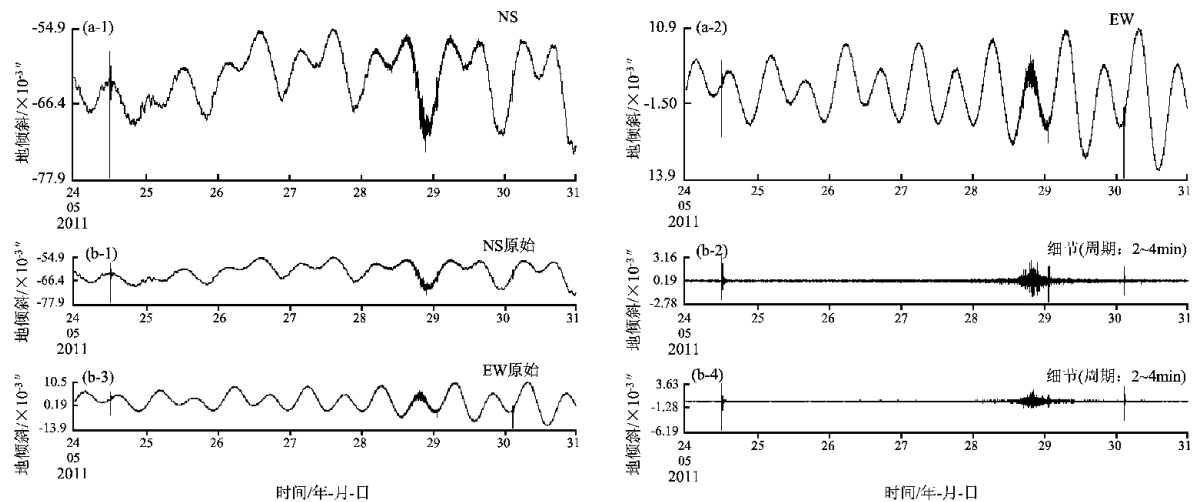 (a-1)
NS
地倾斜/×10⁻³″
-54.9
-66.4
-77.9
24 25 26 27 28 29 30 31
05
2011
(a-2)
EW
地倾斜/×10⁻³″
10.9
-1.50
13.9
24 25 26 27 28 29 30 31
05
2011
(b-1)
NS原始
地倾斜/×10⁻³″
-54.9
-66.4
-77.9
24 25 26 27 28 29 30 31
05
2011
(b-2)
细节(周期：2~4min)
地倾斜/×10⁻³″
3.16
0.19
-2.78
24 25 26 27 28 29 30 31
05
2011
(b-3)
EW原始
地倾斜/×10⁻³″
10.5
0.19
-13.9
24 25 26 27 28 29 30 31
05
2011
(b-4)
细节(周期：2~4min)
地倾斜/×10⁻³″
3.63
-1.28
-6.19
24 25 26 27 28 29 30 31
05
2011
时间/年-月-日
时间/年-月-日